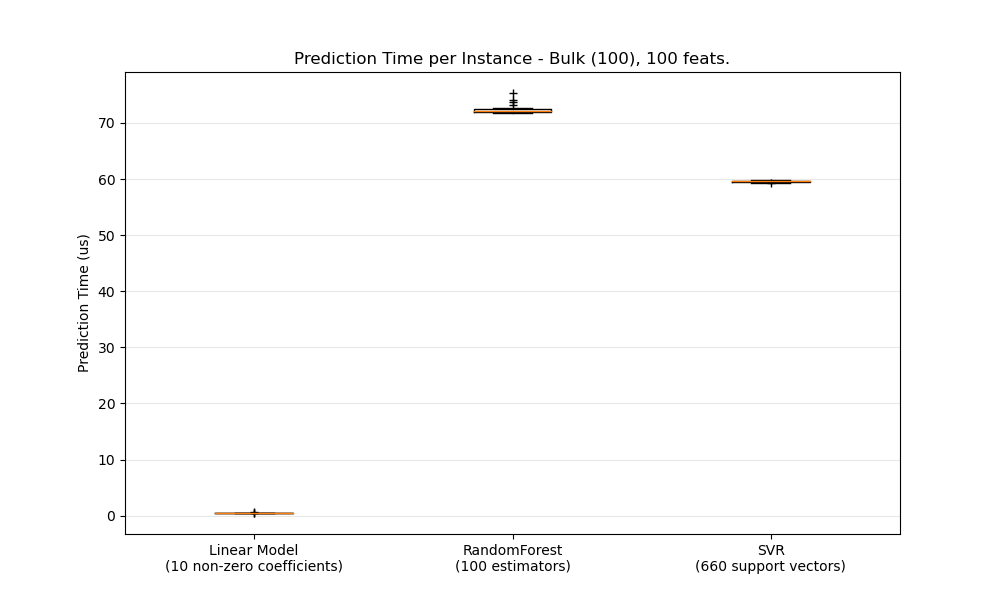 Prediction Time per Instance - Bulk (100), 100 feats.
Prediction Time (us)
70
60
50
40
30
20
10
0
Linear Model
(10 non-zero coefficients)
RandomForest
(100 estimators)
SVR
(660 support vectors)